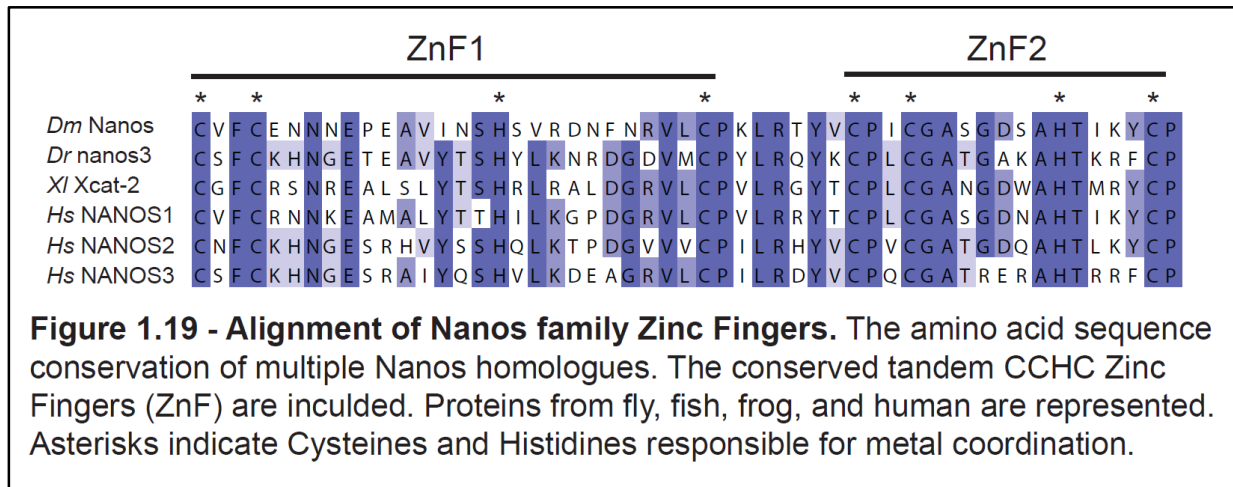 ZnF1 ZnF2
* * * * * * * *
Dm Nanos CVFCENNNEPEAVINSHSVRDNFNRVLCPKLRTYVCPICGASGDSAHTIKYCP
Dr nanos3 CSFCKHNGETEAVYTSHYLKNRDGDVMCPYLRQYKCPLCGATGAKAHTKRFCP
Xl Xcat-2 CGFCRSNREALSLYTSHRLRALDGRVLCPVLRGYTCPLCGANGDWAHTMRYCP
Hs NANOS1 CVFCRNNKEAMALYTTHILKGPDGRVLCPVLRRYTCPLCGASGDNAHTIKYCP
Hs NANOS2 CNFCKHNGESRHVYSSHQLKTPDGVVVCPILRHYVCPVCGATGDQAHTLKYCP
Hs NANOS3 CSFCKHNGESRAIYQSHVLKDEAGRVLCPILRDYVCPQCGATRERAHTRRFCP
Figure 1.19 - Alignment of Nanos family Zinc Fingers. The amino acid sequence
conservation of multiple Nanos homologues. The conserved tandem CCHC Zinc
Fingers (ZnF) are inculded. Proteins from fly, fish, frog, and human are represented.
Asterisks indicate Cysteines and Histidines responsible for metal coordination.